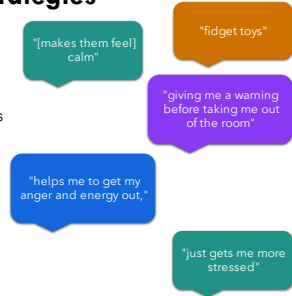 "fidget toys"
"[makes them feel]
calm"
"giving me a warning
before taking me out
of the room"
"helps me to get my
anger and energy out,"
"just gets me more
stressed"